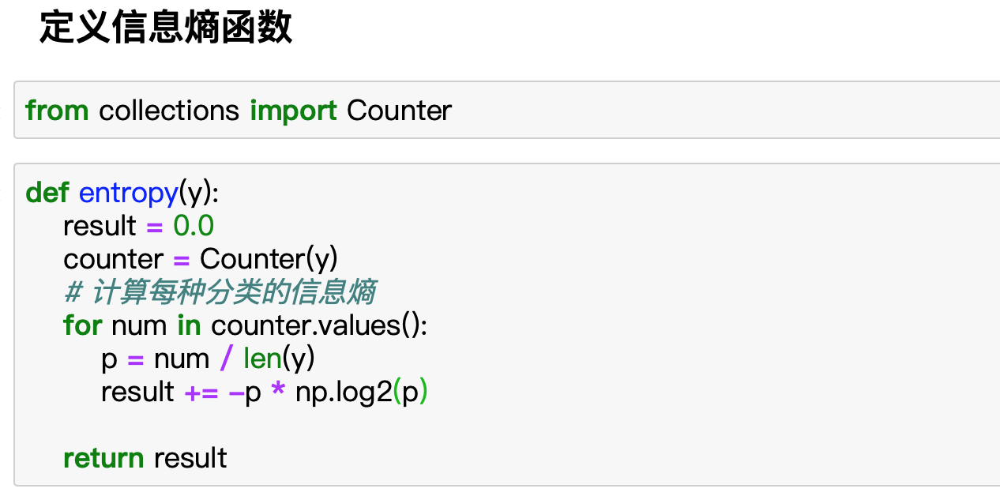 定义信息熵函数
from collections import Counter
def entropy(y):
result = 0.0
counter = Counter(y)
# 计算每种分类的信息熵
for num in counter.values():
p = num / len(y)
result += -p * np.log2(p)
return result